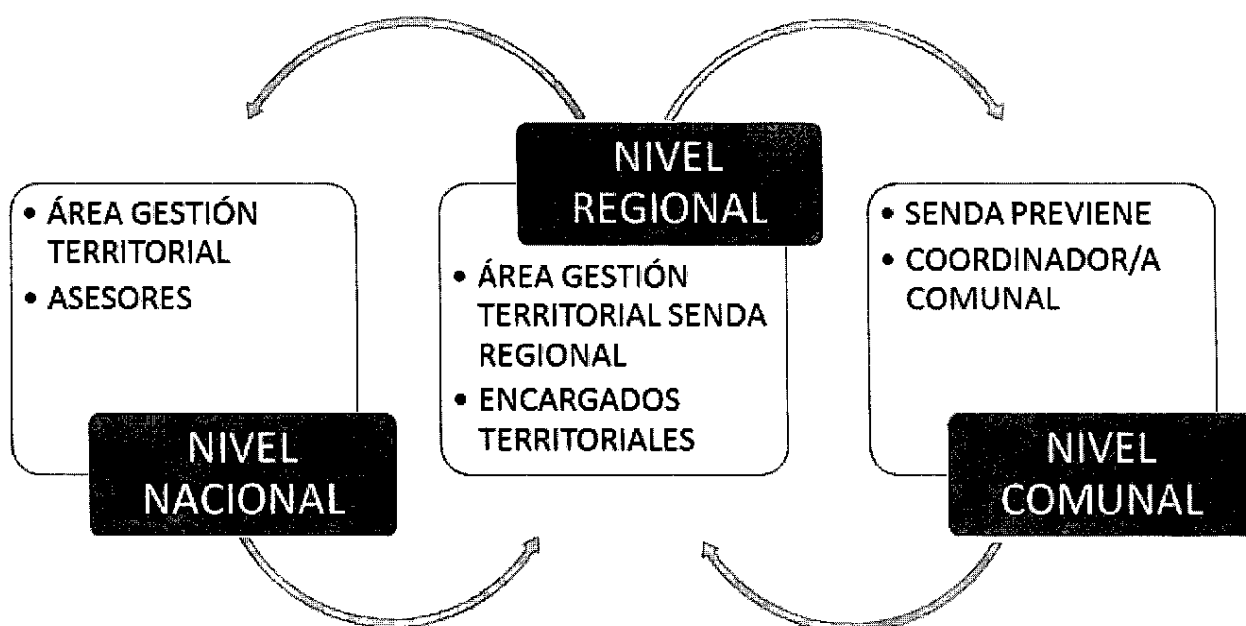 • ÁREA GESTIÓN
TERRITORIAL
• ASESORES
NIVEL
NACIONAL
NIVEL
REGIONAL
• ÁREA GESTIÓN
TERRITORIAL SENDA
REGIONAL
• ENCARGADOS
TERRITORIALES
• SENDA PREVIENE
• COORDINADOR/A
COMUNAL
NIVEL
COMUNAL